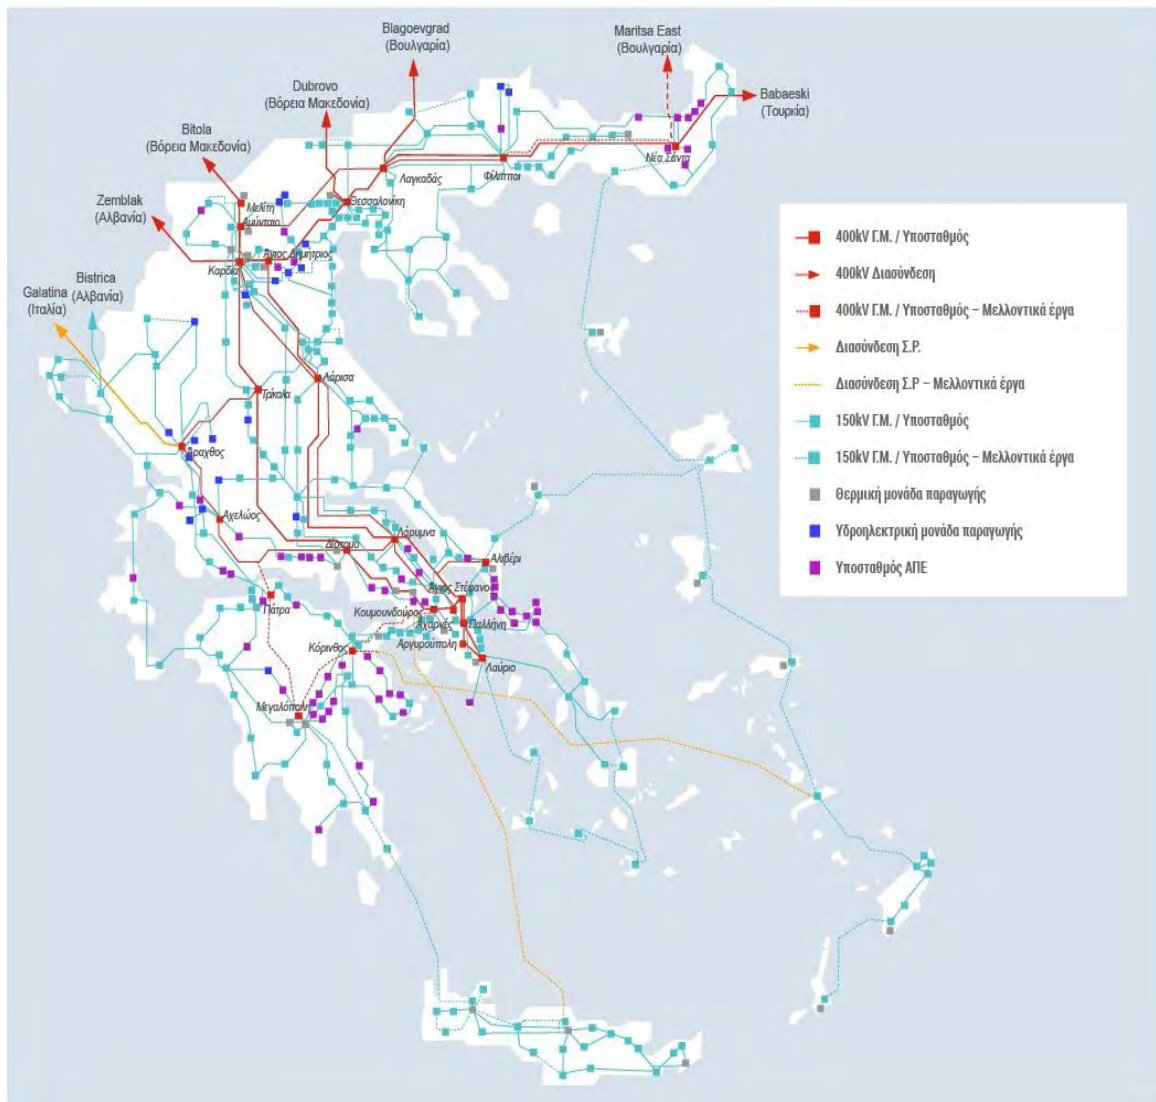 Blagoevgrad
(Βουλγαρία)
Maritsa East
(Βουλγαρία)
Dubrovo
(Βόρεια Μακεδονία)
Babaeski
(Τουρκία)
Bitola
(Βόρεια Μακεδονία)
Νέα Σάντα
Φίλιπποι
Λαγκαδάς
Zemblak
(Αλβανία)
Μελίτη
Θεσσαλονίκη
Αμύνταιο
Άγιος Δημήτριος
Καρδιά
Bistrica
(Αλβανία)
Galatina
(Ιταλία)
Λάρισα
Τρίκαλα
Άραχθος
Αχελώος
Λάρυμνα
Δίστομο
Αλιβέρι
Άγιος Στέφανος
Πάτρα
Κουμουνδούρος
Αχαρνές
Παλλήνη
Αργυρούπολη
Κόρινθος
Λαύριο
Μεγαλόπολη
400kV Γ.Μ. / Υποσταθμός
400kV Διασύνδεση
400kV Γ.Μ. / Υποσταθμός – Μελλοντικά έργα
Διασύνδεση Σ.Ρ.
Διασύνδεση Σ.Ρ – Μελλοντικά έργα
150kV Γ.Μ. / Υποσταθμός
150kV Γ.Μ. / Υποσταθμός – Μελλοντικά έργα
Θερμική μονάδα παραγωγής
Υδροηλεκτρική μονάδα παραγωγής
Υποσταθμός ΑΠΕ